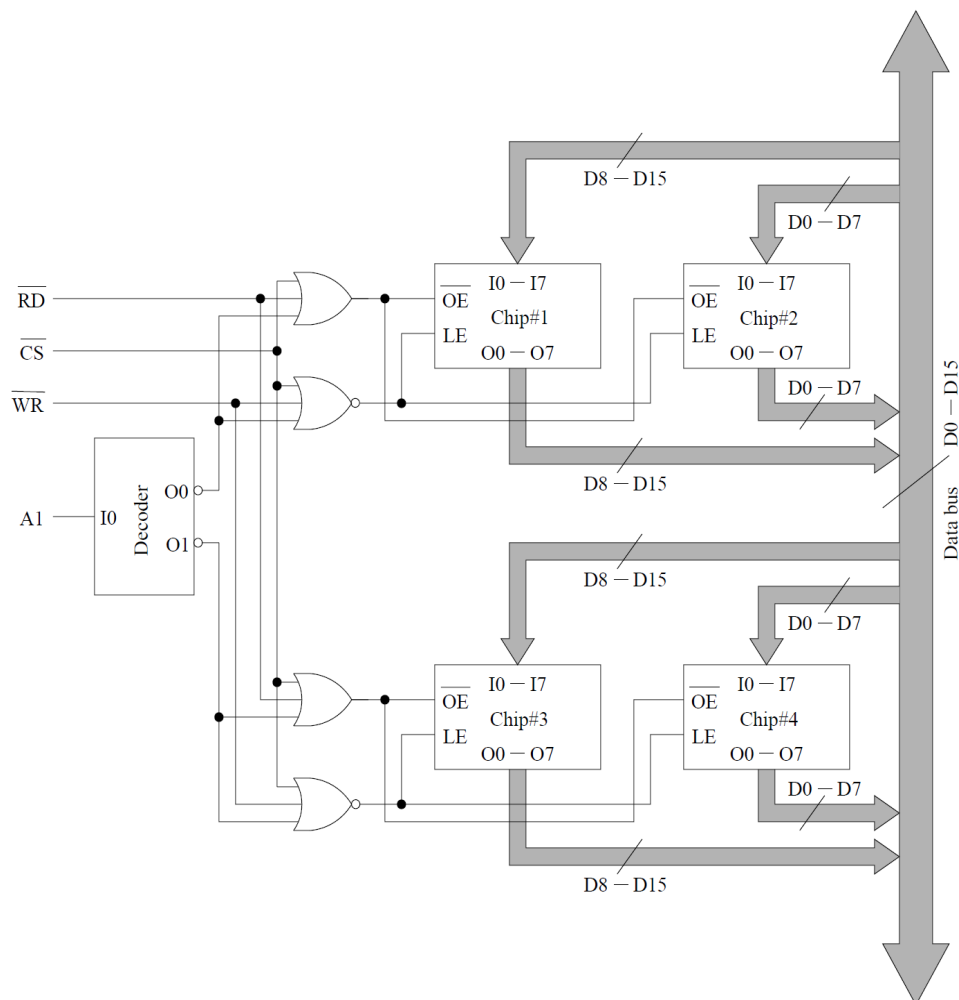 D8 — D15
D0 — D7
RD
CS
WR
I0 — I7
OE
Chip#1
LE
O0 — O7
I0 — I7
OE
Chip#2
LE
O0 — O7
D0 — D7
D8 — D15
A1
I0
Decoder
O0
O1
Data bus
D0 — D15
D8 — D15
D0 — D7
I0 — I7
OE
Chip#3
LE
O0 — O7
I0 — I7
OE
Chip#4
LE
O0 — O7
D0 — D7
D8 — D15